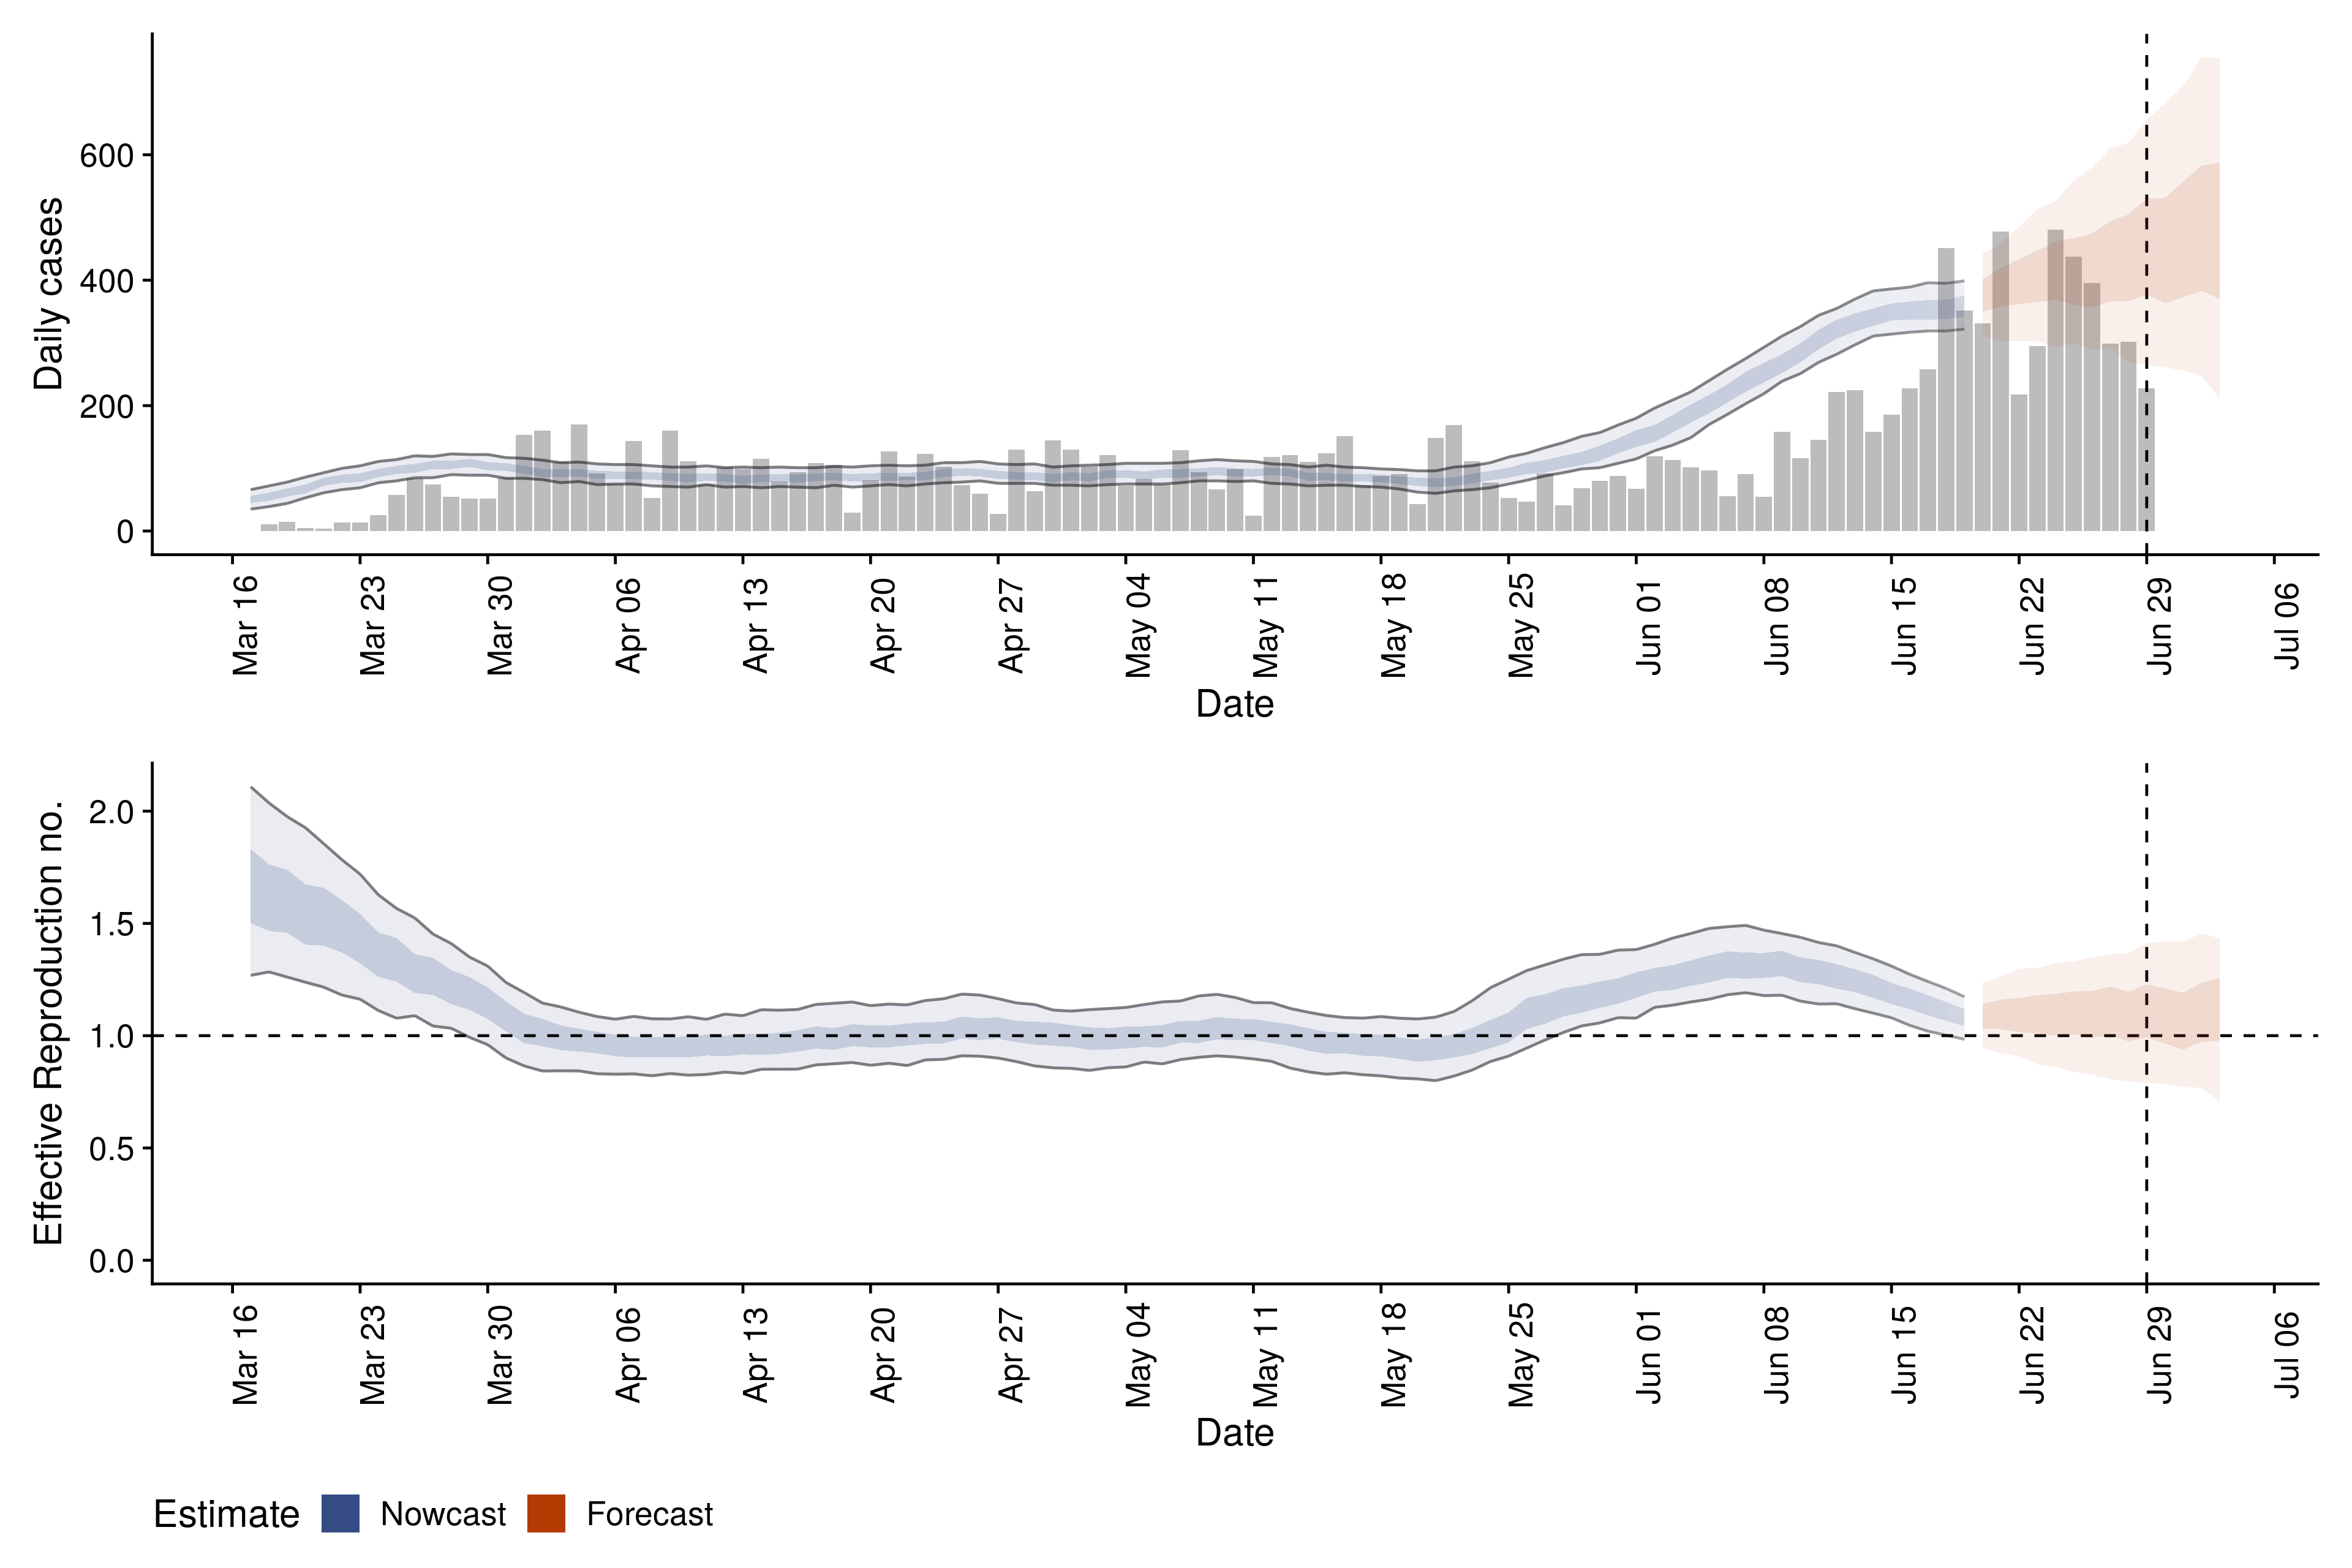 Daily cases
600
400
200
0
Mar 16
Mar 23
Mar 30
Apr 06
Apr 13
Apr 20
Apr 27
May 04
May 11
May 18
May 25
Jun 01
Jun 08
Jun 15
Jun 22
Jun 29
Jul 06
Date
Effective Reproduction no.
2.0
1.5
1.0
0.5
0.0
Mar 16
Mar 23
Mar 30
Apr 06
Apr 13
Apr 20
Apr 27
May 04
May 11
May 18
May 25
Jun 01
Jun 08
Jun 15
Jun 22
Jun 29
Jul 06
Date
Estimate Nowcast Forecast